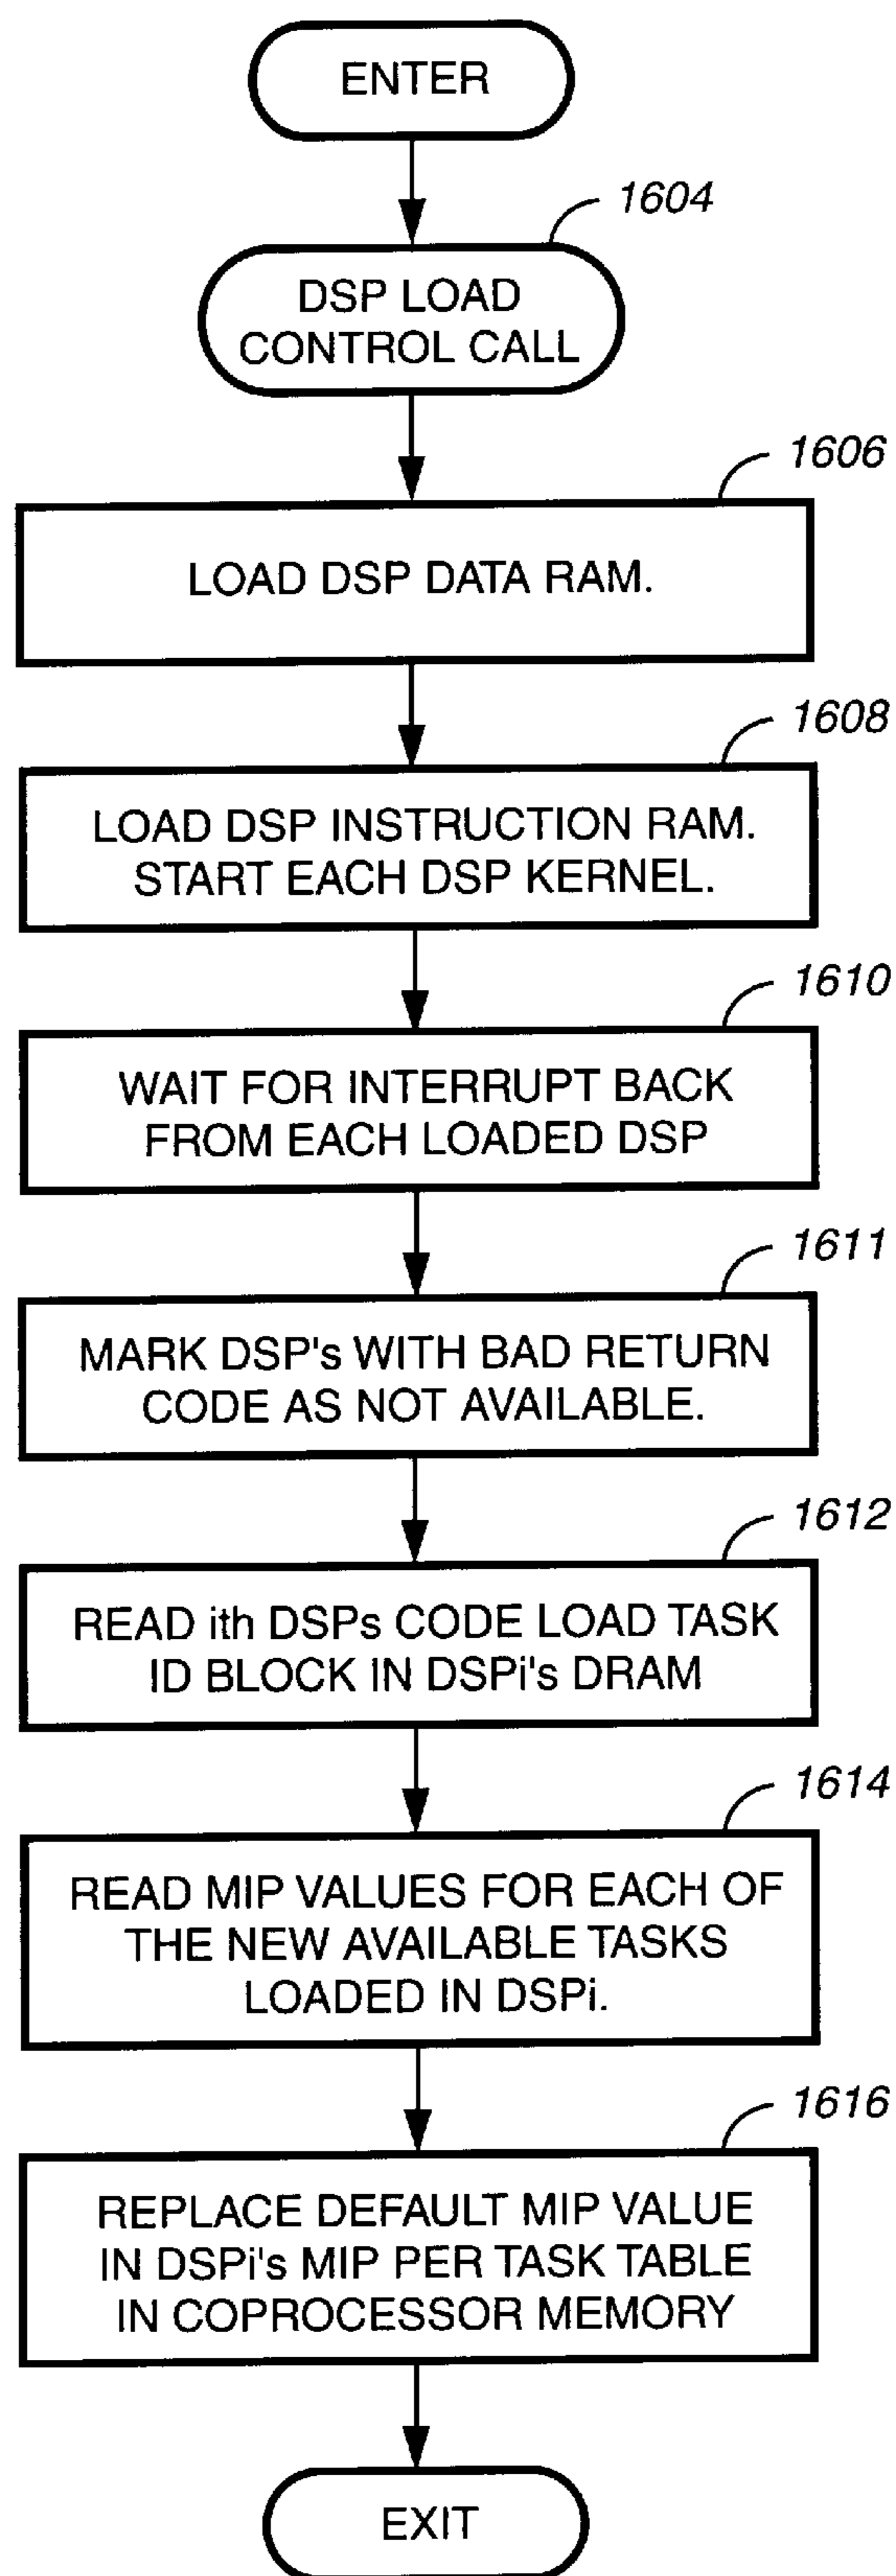 ENTER
1604
DSP LOAD
CONTROL CALL
1606
LOAD DSP DATA RAM.
1608
LOAD DSP INSTRUCTION RAM.
START EACH DSP KERNEL.
1610
WAIT FOR INTERRUPT BACK
FROM EACH LOADED DSP
1611
MARK DSP's WITH BAD RETURN
CODE AS NOT AVAILABLE.
1612
READ ith DSPs CODE LOAD TASK
ID BLOCK IN DSPi's DRAM
1614
READ MIP VALUES FOR EACH OF
THE NEW AVAILABLE TASKS
LOADED IN DSPi.
1616
REPLACE DEFAULT MIP VALUE
IN DSPi's MIP PER TASK TABLE
IN COPROCESSOR MEMORY
EXIT